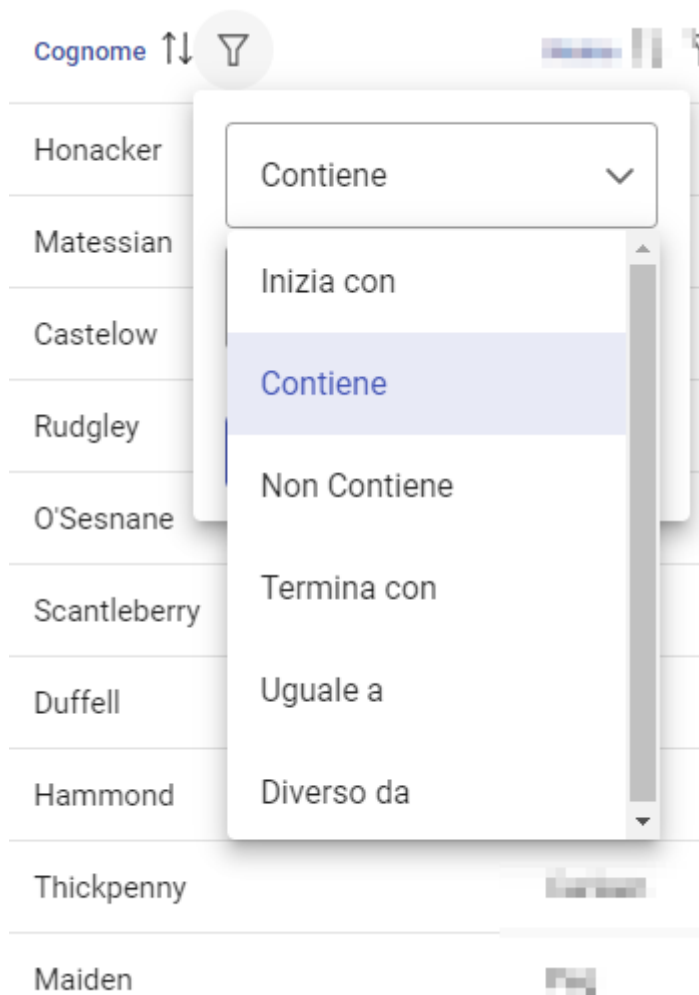 Cognome
Honacker
Contiene
Matessian
Inizia con
Castelow
Contiene
Rudgley
Non Contiene
O'Sesnane
Termina con
Scantleberry
Uguale a
Duffell
Diverso da
Hammond
Thickpenny
Maiden